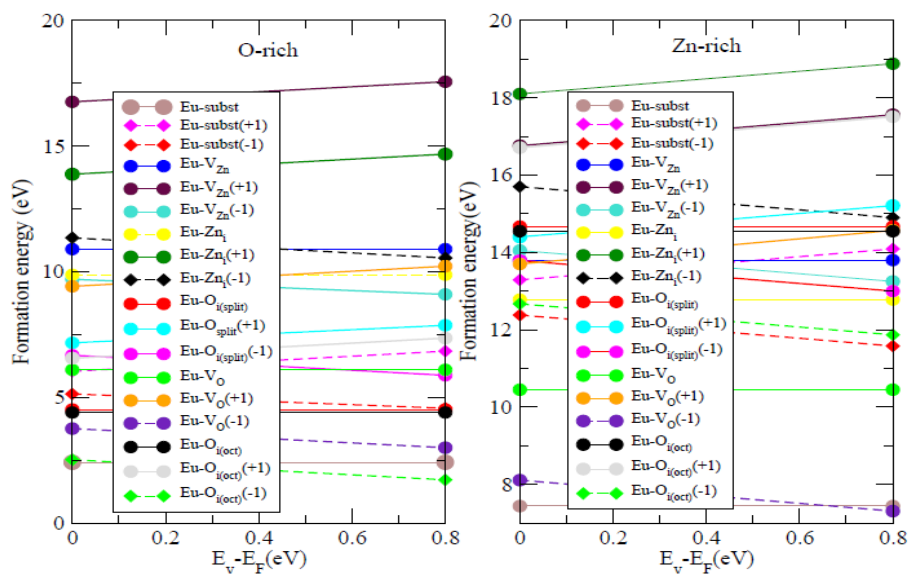 O-rich
Formation energy (eV)
20
15
10
5
0
Eu-subst
Eu-subst(+1)
Eu-subst(-1)
Eu-V_Zn
Eu-V_Zn(+1)
Eu-V_Zn(-1)
Eu-Zn_i
Eu-Zn_i(+1)
Eu-Zn_i(-1)
Eu-O_i(split)
Eu-O_split(+1)
Eu-O_i(split)(-1)
Eu-V_O
Eu-V_O(+1)
Eu-V_O(-1)
Eu-O_i(oct)
Eu-O_i(oct)(+1)
Eu-O_i(oct)(-1)
0 0.2 0.4 0.6 0.8
E_v-E_F(eV)
Zn-rich
Formation energy(eV)
20
18
16
14
12
10
8
Eu-subst
Eu-subst(+1)
Eu-subst(-1)
Eu-V_Zn
Eu-V_Zn(+1)
Eu-V_Zn(-1)
Eu-Zn_i
Eu-Zn_i(+1)
Eu-Zn_i(-1)
Eu-O_i(split)
Eu-O_i(split)(+1)
Eu-O_i(split)(-1)
Eu-V_O
Eu-V_O(+1)
Eu-V_O(-1)
Eu-O_i(oct)
Eu-O_i(oct)(+1)
Eu-O_i(oct)(-1)
0 0.2 0.4 0.6 0.8
E_v-E_F(eV)